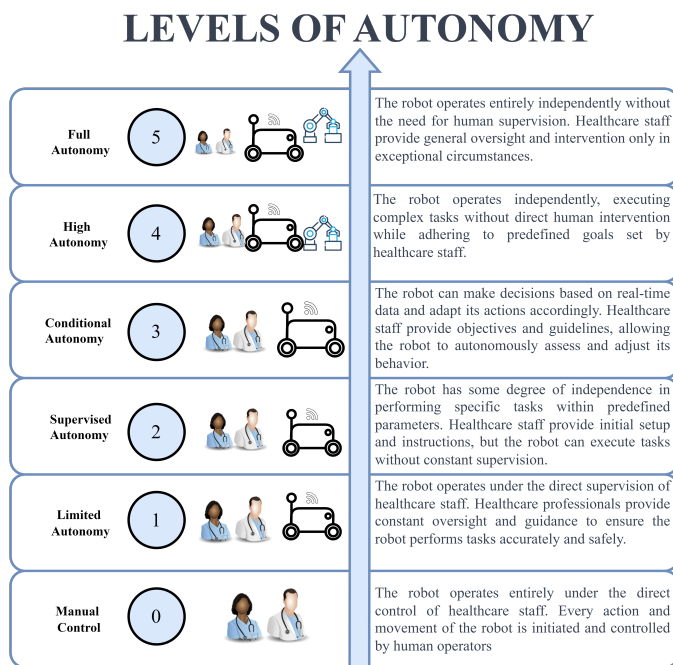 LEVELS OF AUTONOMY
Full
Autonomy
5
The robot operates entirely independently without
the need for human supervision. Healthcare staff
provide general oversight and intervention only in
exceptional circumstances.
High
Autonomy
4
The robot operates independently, executing
complex tasks without direct human intervention
while adhering to predefined goals set by
healthcare staff.
Conditional
Autonomy
3
The robot can make decisions based on real-time
data and adapt its actions accordingly. Healthcare
staff provide objectives and guidelines, allowing
the robot to autonomously assess and adjust its
behavior.
Supervised
Autonomy
2
The robot has some degree of independence in
performing specific tasks within predefined
parameters. Healthcare staff provide initial setup
and instructions, but the robot can execute tasks
without constant supervision.
Limited
Autonomy
1
The robot operates under the direct supervision of
healthcare staff. Healthcare professionals provide
constant oversight and guidance to ensure the
robot performs tasks accurately and safely.
Manual
Control
0
The robot operates entirely under the direct
control of healthcare staff. Every action and
movement of the robot is initiated and controlled
by human operators